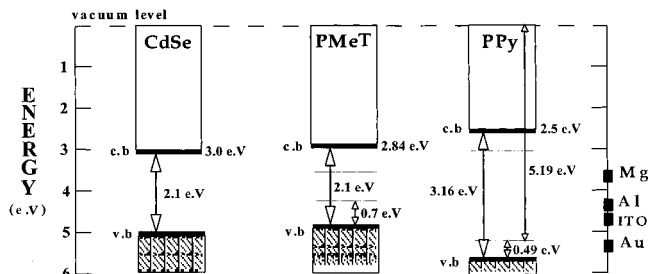 vacuum level
CdSe
PMeT
PPy
ENERGY
(e.V)
1
2
3
4
5
6
c.b
3.0 e.V
2.1 e.V
v.b
c.b
2.84 e.V
2.1 e.V
0.7 e.V
v.b
c.b
2.5 e.V
5.19 e.V
3.16 e.V
0.49 e.V
v.b
Mg
Al
ITO
Au